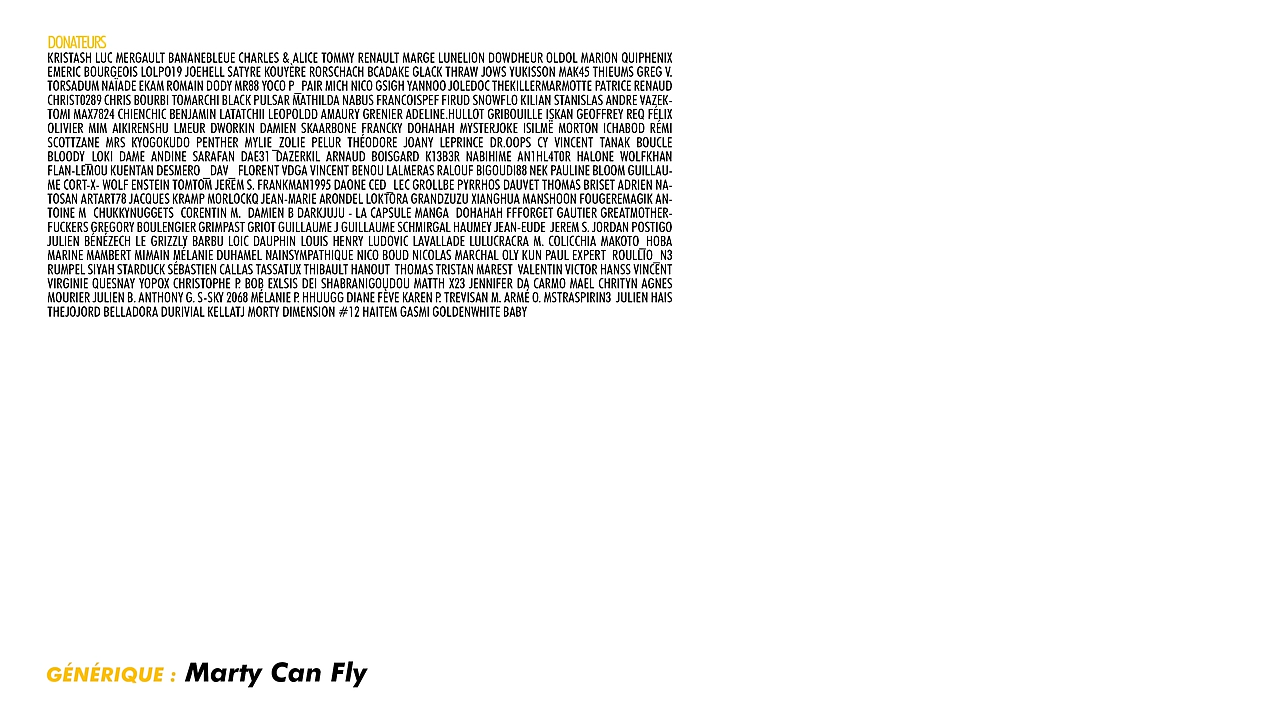 DONATEURS
KRISTASH LUC MERGAULT BANANEBLEUE CHARLES & ALICE TOMMY RENAULT MARGE LUNELION DOWDHEUR OLDOL MARION QUIPHENIX
EMERIC BOURGEOIS LOLPO19 JOEHELL SATYRE KOUYÈRE RORSCHACH BCADAKE GLACK THRAW JOWS YUKISSON MAK45 THIEUMS GREG V.
TORSADUM NAÏADE EKAM ROMAIN DODY MR88 YOCO P_PAIR MICH NICO GSIGH YANNOO JOLEDOC THEKILLERMARMOTTE PATRICE RENAUD
CHRIST0289 CHRIS BOURBI TOMARCHI BLACK PULSAR MATHILDA NABUS FRANCOISPEF FIRUD SNOWFLO KILIAN STANISLAS ANDRE VAZEK-
TOMI MAX7824 CHIENCHIC BENJAMIN LATATCHII LEOPOLDD AMAURY GRENIER ADELINE.HULLOT GRIBOUILLE ISKAN GEOFFREY REQ FÉLIX
OLIVIER MIM AIKIRENSHU LMEUR DWORKIN DAMIEN SKAARBONE FRANCKY DOHAHAH MYSTERJOKE ISILMË MORTON ICHABOD RÉMI
SCOTTZANE MRS KYOGOKUDO PENTHER MYLIE_ZOLIE PELUR THÉODORE JOANY LEPRINCE DR.OOPS CY VINCENT TANAK BOUCLE
BLOODY_LOKI DAME ANDINE SARAFAN DAE31 DAZERKIL ARNAUD BOISGARD K13B3R NABIHIME AN1HL4T0R HALONE WOLFKHAN
FLAN-LEMOU KUENTAN DESMERO _DAV_ FLORENT VDGA VINCENT BENOU LALMERAS RALOUF BIGOUDI88 NEK PAULINE BLOOM GUILLAU-
ME CORT-X- WOLF ENSTEIN TOMTOM JEREM S. FRANKMAN1995 DAONE CED_LEC GROLLBE PYRRHOS DAUVET THOMAS BRISET ADRIEN NA-
TOSAN ARTART78 JACQUES KRAMP MORLOCKQ JEAN-MARIE ARONDEL LOKTORA GRANDZUZU XIANGHUA MANSHOON FOUGEREMAGIK AN-
TOINE M CHUKKYNUGGETS CORENTIN M. DAMIEN B DARKJUJU - LA CAPSULE MANGA DOHAHAH FFFORGET GAUTIER GREATMOTHER-
FUCKERS GREGORY BOULENGIER GRIMPAST GRIOT GUILLAUME J GUILLAUME SCHMIRGAL HAUMEY JEAN-EUDE JEREM S. JORDAN POSTIGO
JULIEN BÉNÉZECH LE GRIZZLY BARBU LOIC DAUPHIN LOUIS HENRY LUDOVIC LAVALLADE LULUCRACRA M. COLICCHIA MAKOTO_HOBA
MARINE MAMBERT MIMAIN MÉLANIE DUHAMEL NAINSYMPATHIQUE NICO BOUD NICOLAS MARCHAL OLY KUN PAUL EXPERT ROULLIO_N3
RUMPEL SIYAH STARDUCK SÉBASTIEN CALLAS TASSATUX THIBAULT HANOUT THOMAS TRISTAN MAREST VALENTIN VICTOR HANSS VINCENT
VIRGINIE QUESNAY YOPOX CHRISTOPHE P. BOB EXLSIS DEI SHABRANIGOUDOU MATTH X23 JENNIFER DA CARMO MAEL CHRITYN AGNES
MOURIER JULIEN B. ANTHONY G. S-SKY 2068 MÉLANIE P. HHUUGG DIANE FÈVE KAREN P. TREVISAN M. ARMÉ O. MSTRASPIRIN3 JULIEN HAIS
THEJOJORD BELLADORA DURIVIAL KELLATJ MORTY DIMENSION #12 HAITEM GASMI GOLDENWHITE BABY
GÉNÉRIQUE : Marty Can Fly